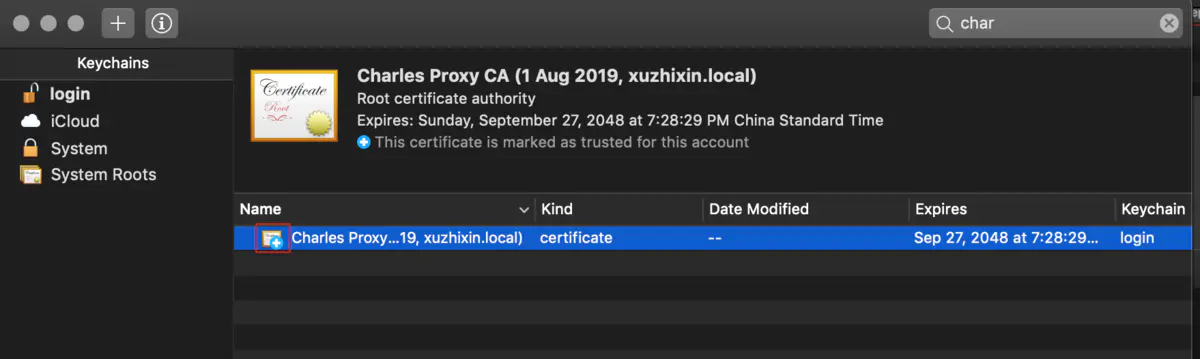 char
Keychains
login
iCloud
System
System Roots
Certificate
Root
Charles Proxy CA (1 Aug 2019, xuzhixin.local)
Root certificate authority
Expires: Sunday, September 27, 2048 at 7:28:29 PM China Standard Time
This certificate is marked as trusted for this account
Name Kind Date Modified Expires Keychain
Charles Proxy...19, xuzhixin.local) certificate -- Sep 27, 2048 at 7:28:29... login